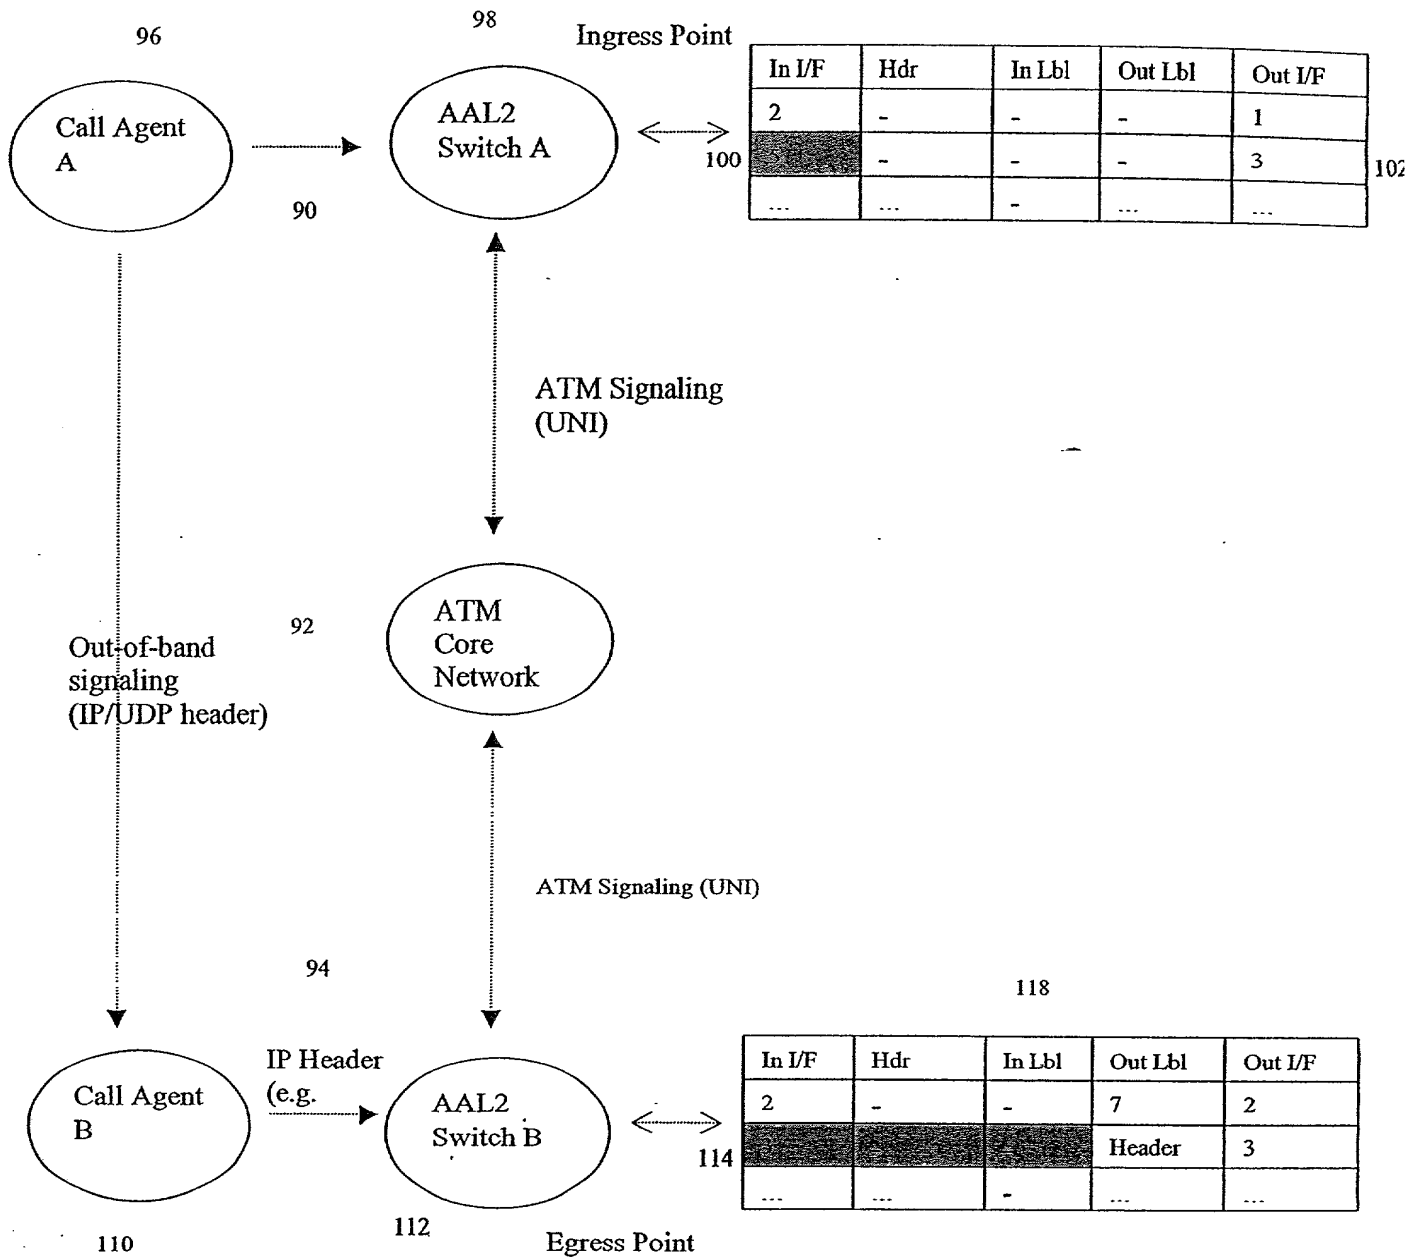 96
98
Ingress Point
In I/F Hdr In Lbl Out Lbl Out I/F
2 - - - 1
- - - 3
... ... - ... ...
100
102
Call Agent
A
AAL2
Switch A
90
ATM Signaling
(UNI)
92
ATM
Core
Network
Out-of-band
signaling
(IP/UDP header)
ATM Signaling (UNI)
94
118
IP Header
(e.g.
Call Agent
B
AAL2
Switch B
In I/F Hdr In Lbl Out Lbl Out I/F
2 - - 7 2
Header 3
... ... - ... ...
114
110
112
Egress Point